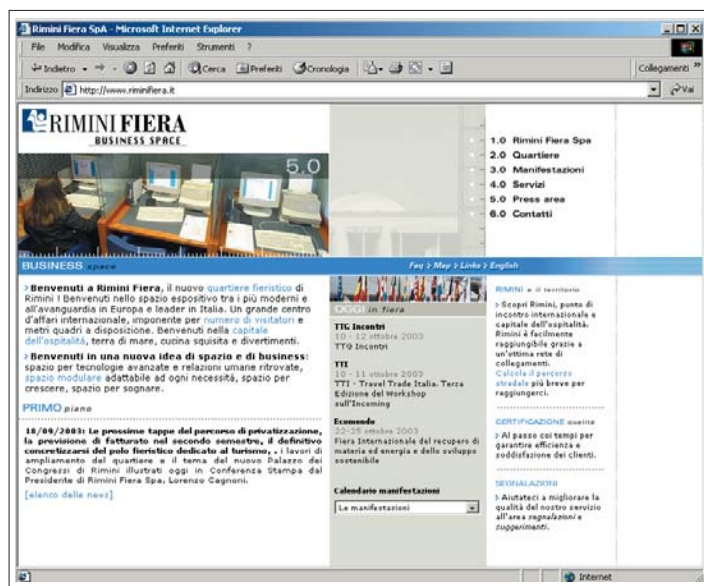 Rimini Fiera SpA - Microsoft Internet Explorer
File Modifica Visualizza Preferiti Strumenti ?
Indietro
Cerca Preferiti Cronologia
Collegamenti »
Indirizzo http://www.riminifiera.it
Vai
RIMINI FIERA
BUSINESS SPACE
5.0
1.0 Rimini Fiera Spa
2.0 Quartiere
3.0 Manifestazioni
4.0 Servizi
5.0 Press area
6.0 Contatti
BUSINESS space
Faq > Map > Links > English
> Benvenuti a Rimini Fiera, il nuovo quartiere fieristico di
Rimini ! Benvenuti nello spazio espositivo tra i più moderni e
all'avanguardia in Europa e leader in Italia. Un grande centro
d'affari internazionale, imponente per numero di visitatori e
metri quadri a disposizione. Benvenuti nella capitale
dell'ospitalità, terra di mare, cucina squisita e divertimenti.
> Benvenuti in una nuova idea di spazio e di business:
spazio per tecnologie avanzate e relazioni umane ritrovate,
spazio modulare adattabile ad ogni necessità, spazio per
crescere, spazio per sognare.
PRIMO piano
18/09/2003: Le prossime tappe del percorso di privatizzazione,
la previsione di fatturato nel secondo semestre, il definitivo
concretizzarsi del polo fieristico dedicato al turismo, . i lavori di
ampliamento del quartiere e il tema del nuovo Palazzo dei
Congressi di Rimini illustrati oggi in Conferenza Stampa dal
Presidente di Rimini Fiera Spa, Lorenzo Cagnoni.
[elenco delle news]
OGGI in fiera
TTG Incontri
10 - 12 ottobre 2003
TTG Incontri
TTI
10 - 11 ottobre 2003
TTI - Travel Trade Italia. Terza
Edizione del Workshop
sull'Incoming
Ecomondo
22-25 ottobre 2003
Fiera Internazionale del recupero di
materia ed energia e dello sviluppo
sostenibile
Calendario manifestazioni
Le manifestazioni
RIMINI e il territorio
> Scopri Rimini, punto di
incontro internazionale e
capitale dell'ospitalità.
Rimini è facilmente
raggiungibile grazie a
un'ottima rete di
collegamenti.
Calcola il percorso
stradale più breve per
raggiungerci.
CERTIFICAZIONE qualità
> Al passo coi tempi per
garantire efficienza e
soddisfazione dei clienti.
SEGNALAZIONI
> Aiutateci a migliorare la
qualità del nostro servizio
all'area segnalazioni e
suggerimenti.
Internet